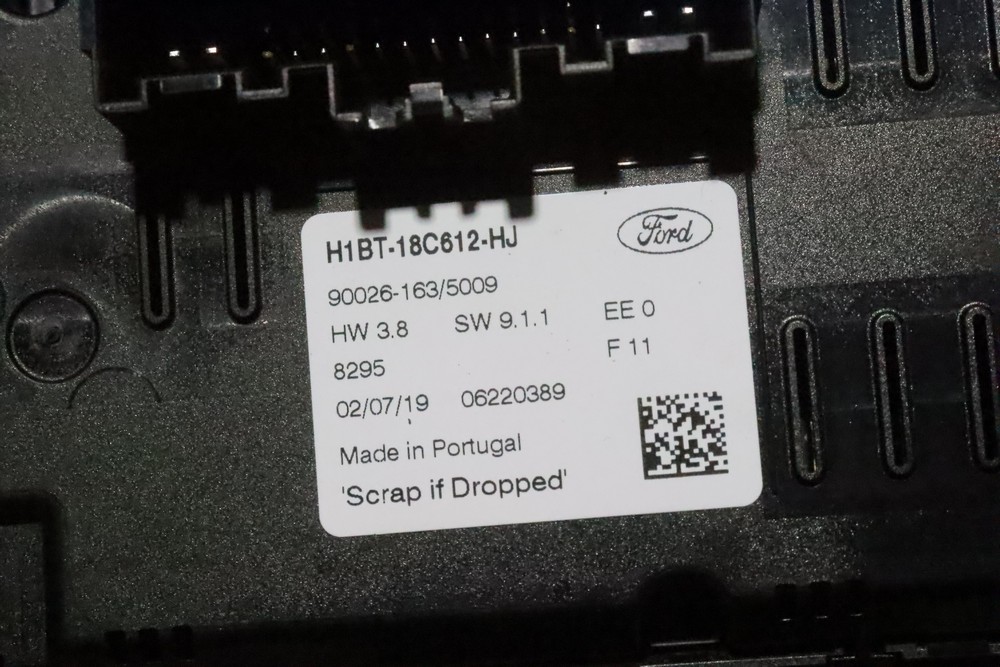 H1BT-18C612-HJ
Ford
90026-163/5009
HW 3.8 SW 9.1.1 EE 0
8295 F 11
02/07/19 06220389
Made in Portugal
'Scrap if Dropped'